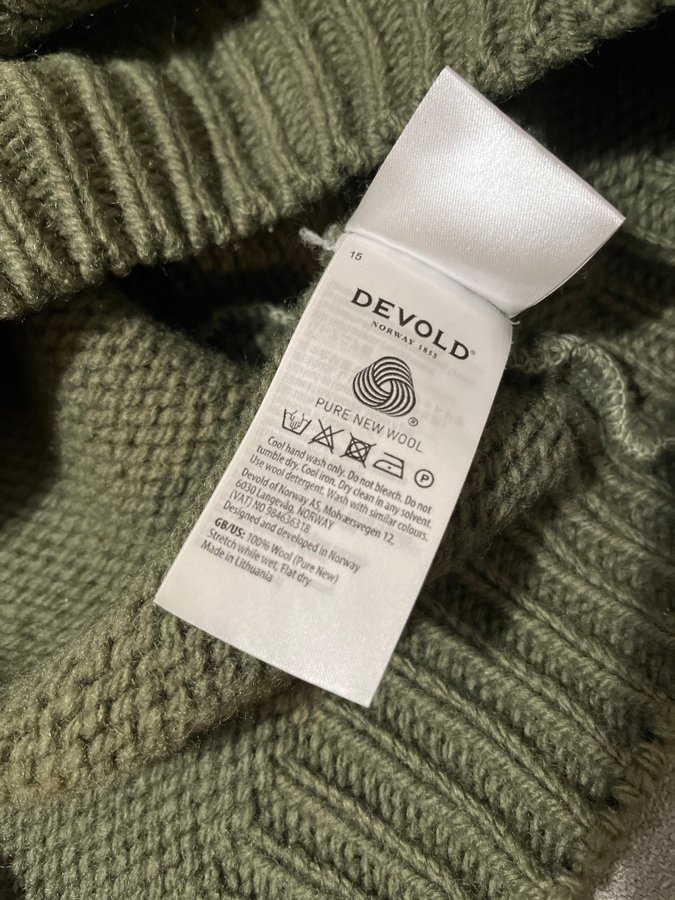 15
DEVOLD®
NORWAY 1853
®
PURE NEW WOOL
P
Cool hand wash only. Do not bleach. Do not
tumble dry. Cool iron. Dry clean in any solvent.
Use wool detergent. Wash with similar colours.
Devold of Norway AS, Molværsvegen 12,
6030 Langevåg, NORWAY
(VAT) NO 984636318
Designed and developed in Norway
GB/US: 100% Wool (Pure New)
Stretch while wet, Flat dry
Made in Lithuania